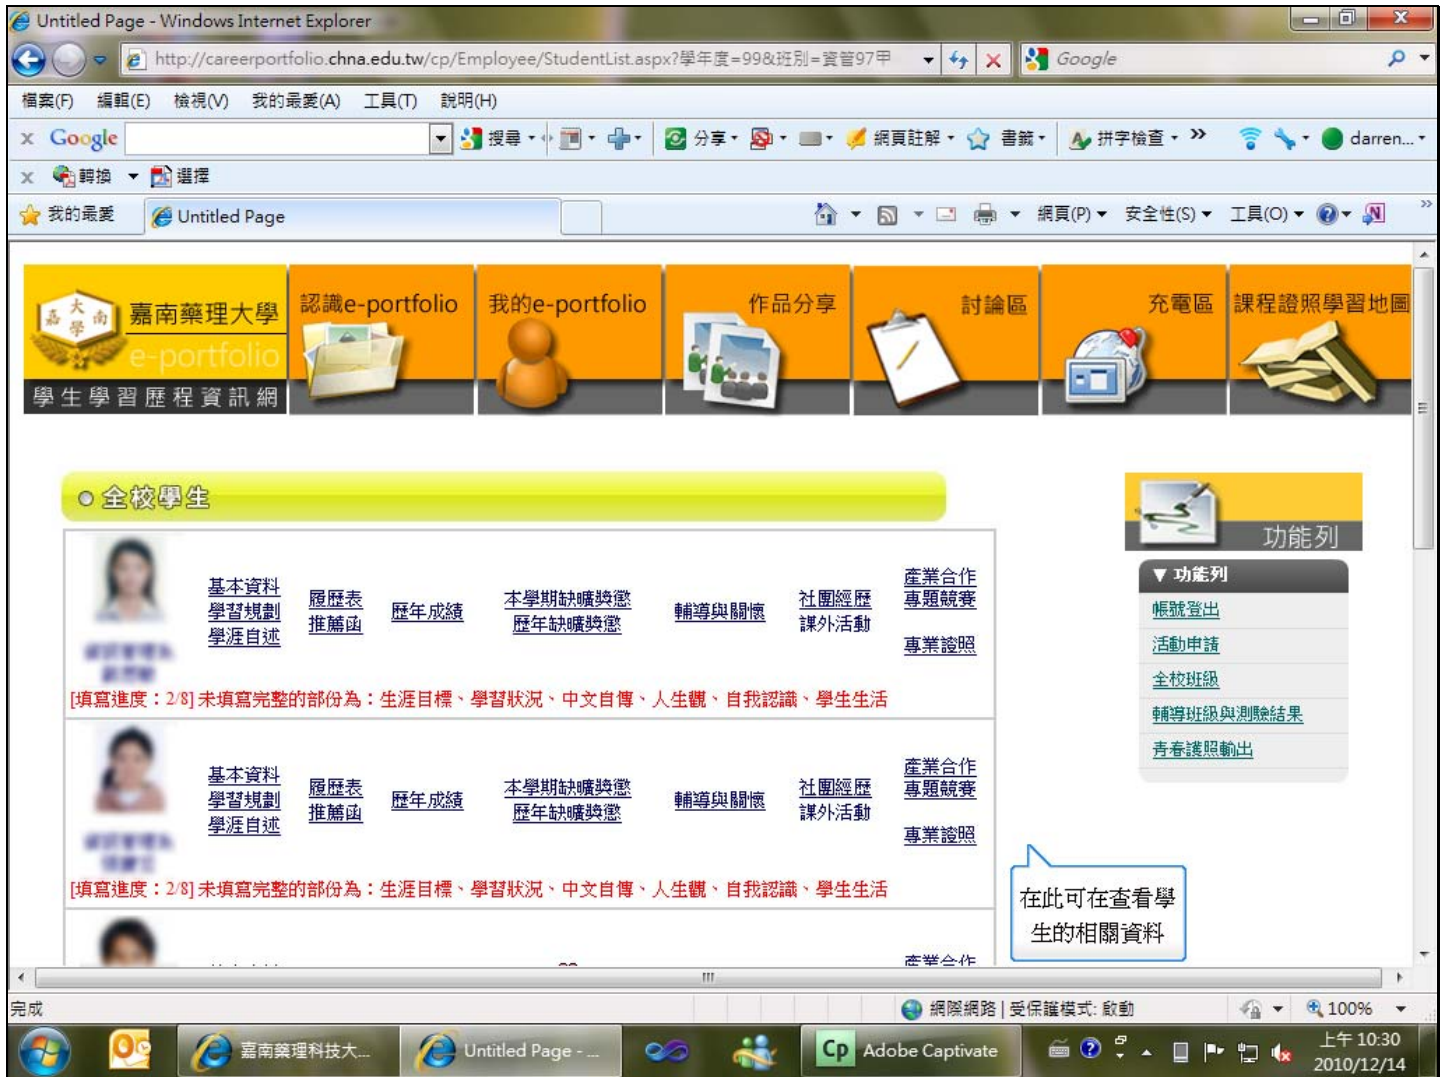 Untitled Page - Windows Internet Explorer
http://careerportfolio.chna.edu.tw/cp/Employee/StudentList.aspx?學年度=99&班別=資管97甲
Google
檔案(F) 編輯(E) 檢視(V) 我的最愛(A) 工具(T) 說明(H)
x Google 搜尋 分享 網頁註解 書籤 拼字檢查 darren...
x 轉換 選擇
我的最愛 Untitled Page 網頁(P) 安全性(S) 工具(O)
嘉南藥理大學
e-portfolio
學生學習歷程資訊網
認識e-portfolio 我的e-portfolio 作品分享 討論區 充電區 課程證照學習地圖
全校學生
基本資料
學習規劃
學涯自述
履歷表
推薦函
歷年成績
本學期缺曠獎懲
歷年缺曠獎懲
輔導與關懷
社團經歷
課外活動
產業合作
專題競賽
專業證照
[填寫進度：2/8] 未填寫完整的部份為：生涯目標、學習狀況、中文自傳、人生觀、自我認識、學生生活
基本資料
學習規劃
學涯自述
履歷表
推薦函
歷年成績
本學期缺曠獎懲
歷年缺曠獎懲
輔導與關懷
社團經歷
課外活動
產業合作
專題競賽
專業證照
[填寫進度：2/8] 未填寫完整的部份為：生涯目標、學習狀況、中文自傳、人生觀、自我認識、學生生活
產業合作
功能列
▼ 功能列
帳號登出
活動申請
全校班級
輔導班級與測驗結果
青春護照輸出
在此可在查看學
生的相關資料
完成 網際網路 | 受保護模式: 啟動 100%
嘉南藥理科技大... Untitled Page - ... Cp Adobe Captivate 上午 10:30
2010/12/14